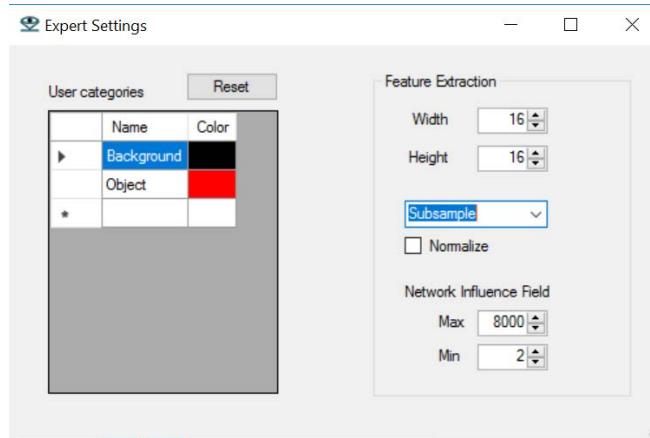 Expert Settings
User categories
Reset
Name Color
Background
Object
*
Feature Extraction
Width 16
Height 16
Subsample
Normalize
Network Influence Field
Max 8000
Min 2